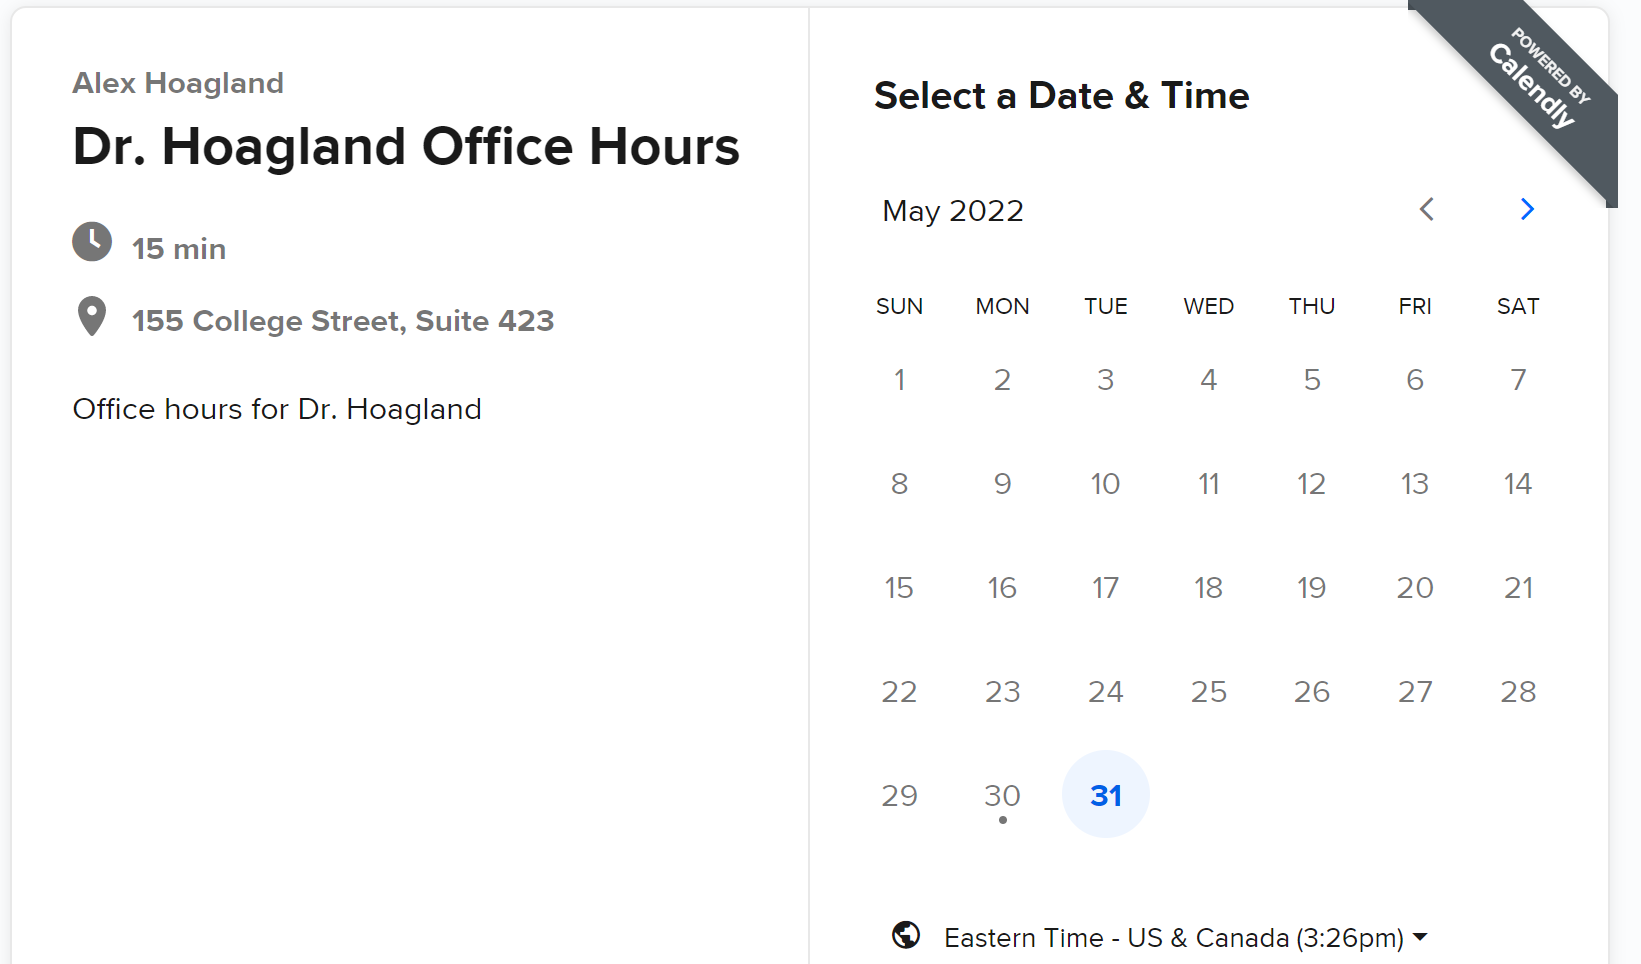 Alex Hoagland
Dr. Hoagland Office Hours
15 min
155 College Street, Suite 423
Office hours for Dr. Hoagland
POWERED BY
Calendly
Select a Date & Time
May 2022
SUN MON TUE WED THU FRI SAT
1 2 3 4 5 6 7
8 9 10 11 12 13 14
15 16 17 18 19 20 21
22 23 24 25 26 27 28
29 30 31
Eastern Time - US & Canada (3:26pm)